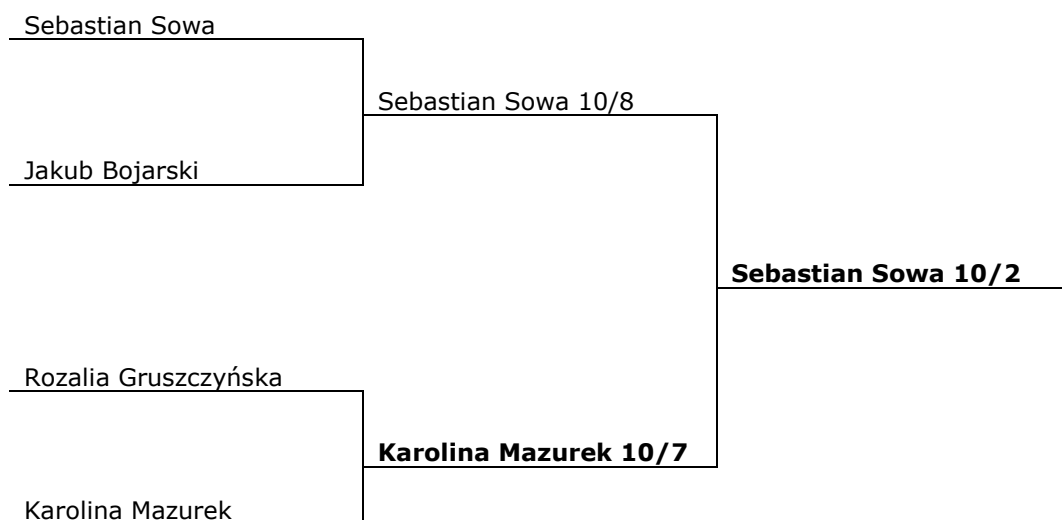 Sebastian Sowa
Sebastian Sowa 10/8
Jakub Bojarski
Sebastian Sowa 10/2
Rozalia Gruszczyńska
Karolina Mazurek 10/7
Karolina Mazurek